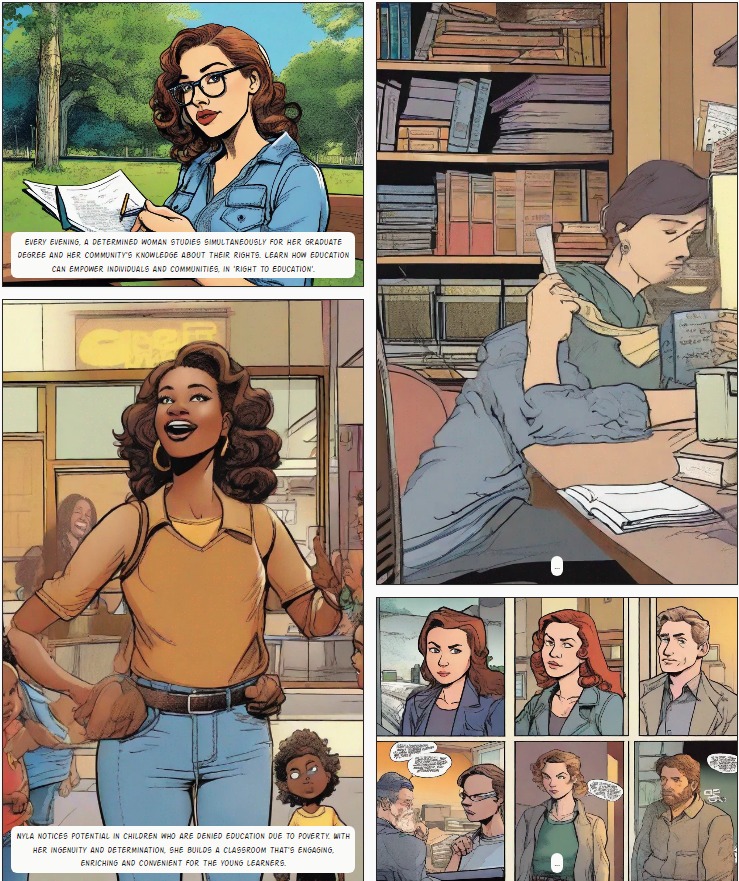 EVERY EVENING, A DETERMINED WOMAN STUDIES SIMULTANEOUSLY FOR HER GRADUATE
DEGREE AND HER COMMUNITY'S KNOWLEDGE ABOUT THEIR RIGHTS. LEARN HOW EDUCATION
CAN EMPOWER INDIVIDUALS AND COMMUNITIES, IN 'RIGHT TO EDUCATION'.
...
NYLA NOTICES POTENTIAL IN CHILDREN WHO ARE DENIED EDUCATION DUE TO POVERTY. WITH
HER INGENUITY AND DETERMINATION, SHE BUILDS A CLASSROOM THAT'S ENGAGING,
ENRICHING AND CONVENIENT FOR THE YOUNG LEARNERS.
...